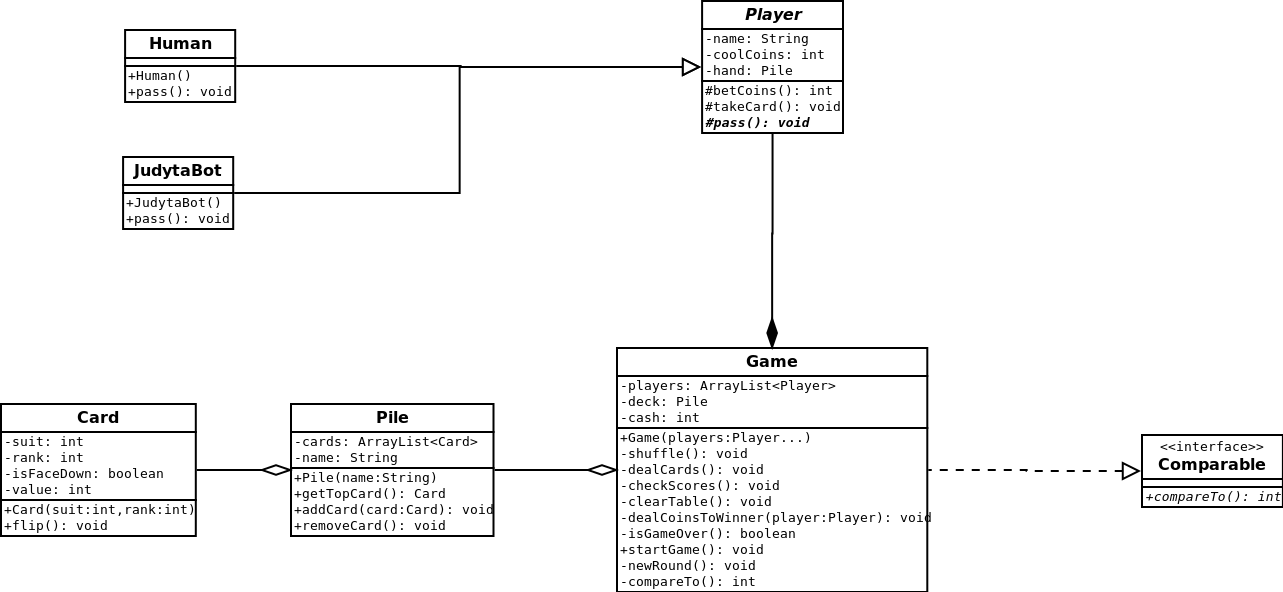 Player
-name: String
-coolCoins: int
-hand: Pile
#betCoins(): int
#takeCard(): void
#pass(): void
Human
+Human()
+pass(): void
JudytaBot
+JudytaBot()
+pass(): void
Game
-players: ArrayList<Player>
-deck: Pile
-cash: int
+Game(players:Player...)
-shuffle(): void
-dealCards(): void
-checkScores(): void
-clearTable(): void
-dealCoinsToWinner(player:Player): void
-isGameOver(): boolean
+startGame(): void
-newRound(): void
-compareTo(): int
Card
-suit: int
-rank: int
-isFaceDown: boolean
-value: int
+Card(suit:int,rank:int)
+flip(): void
Pile
-cards: ArrayList<Card>
-name: String
+Pile(name:String)
+getTopCard(): Card
+addCard(card:Card): void
+removeCard(): void
<<interface>>
Comparable
+compareTo(): int